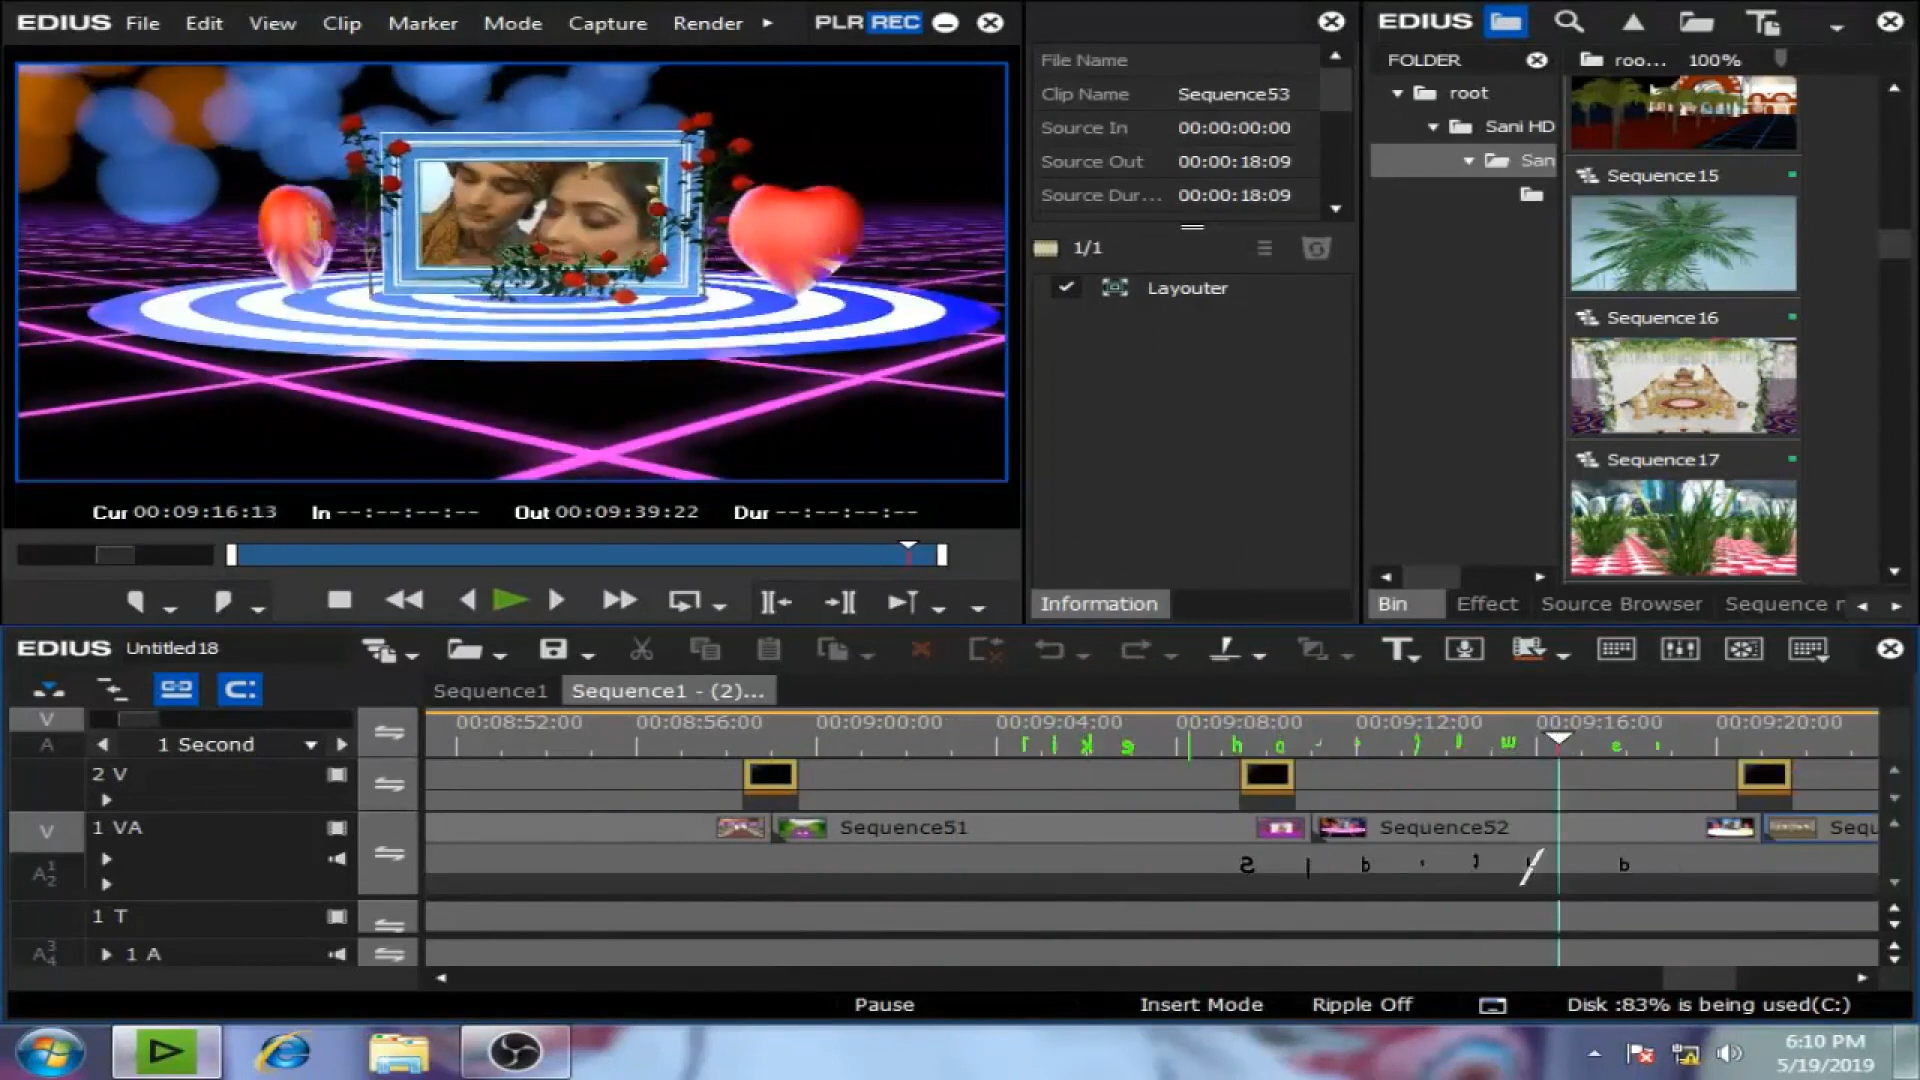 EDIUS File Edit View Clip Marker Mode Capture Render PLR REC
Cur 00:09:16:13 In --:--:--:-- Out 00:09:39:22 Dur --:--:--:--
File Name
Clip Name Sequence53
Source In 00:00:00:00
Source Out 00:00:18:09
Source Dur... 00:00:18:09
1/1
Layouter
Information
EDIUS
FOLDER
root
Sani HD
San
roo... 100%
Sequence15
Sequence16
Sequence17
Bin Effect Source Browser Sequence r
EDIUS Untitled18
Sequence1 Sequence1 - (2)...
V
A
1 Second
00:08:52:00 00:08:56:00 00:09:00:00 00:09:04:00 00:09:08:00 00:09:12:00 00:09:16:00 00:09:20:00
2 V
V 1 VA Sequence51 Sequence52 Sequ
A 1 2
1 T
A 3 4 1 A
Pause Insert Mode Ripple Off Disk :83% is being used(C:)
6:10 PM
5/19/2019